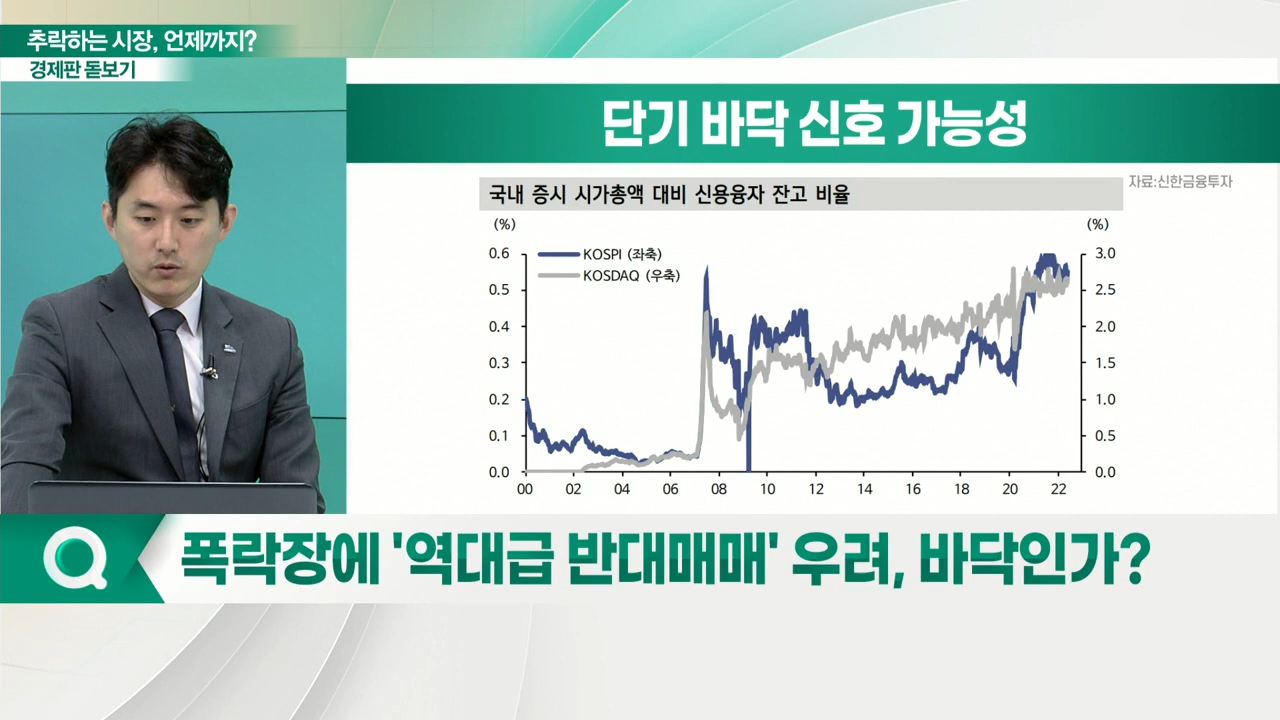 추락하는 시장, 언제까지?
경제판 돋보기
단기 바닥 신호 가능성
자료:신한금융투자
국내 증시 시가총액 대비 신용융자 잔고 비율
(%)
(%)
KOSPI (좌축)
KOSDAQ (우축)
0.6
0.5
0.4
0.3
0.2
0.1
0.0
3.0
2.5
2.0
1.5
1.0
0.5
0.0
00 02 04 06 08 10 12 14 16 18 20 22
폭락장에 '역대급 반대매매' 우려, 바닥인가?